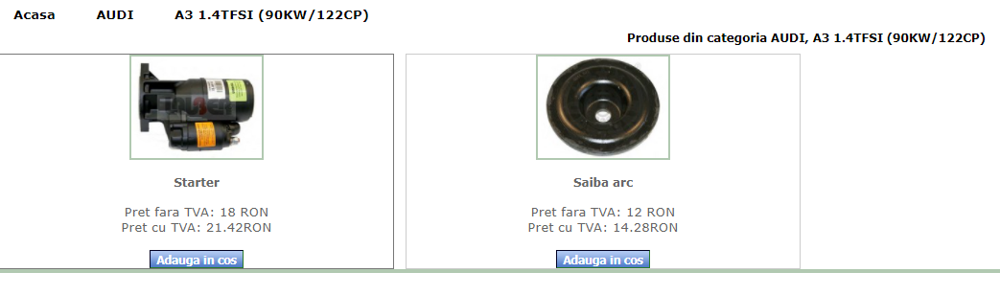 Acasa AUDI A3 1.4TFSI (90KW/122CP)
Produse din categoria AUDI, A3 1.4TFSI (90KW/122CP)
Starter
Pret fara TVA: 18 RON
Pret cu TVA: 21.42RON
Adauga in cos
Saiba arc
Pret fara TVA: 12 RON
Pret cu TVA: 14.28RON
Adauga in cos